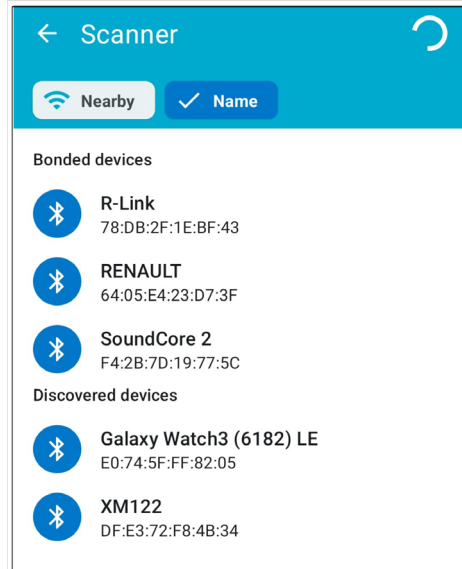 Scanner
Nearby
Name
Bonded devices
R-Link
78:DB:2F:1E:BF:43
RENAULT
64:05:E4:23:D7:3F
SoundCore 2
F4:2B:7D:19:77:5C
Discovered devices
Galaxy Watch3 (6182) LE
E0:74:5F:FF:82:05
XM122
DF:E3:72:F8:4B:34